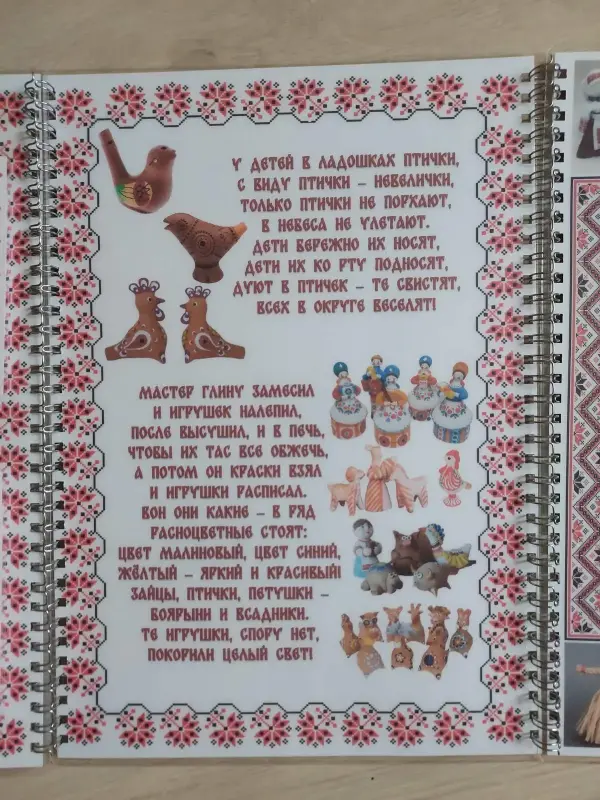 У ДЕТЕЙ В ЛАДОШКАХ ПТИЧКИ,
С ВИДУ ПТИЧКИ – НЕВЕЛИЧКИ,
ТОЛЬКО ПТИЧКИ НЕ ПОРХАЮТ,
В НЕБЕСА НЕ УЛЕТАЮТ.
ДЕТИ БЕРЕЖНО ИХ НОСЯТ,
ДЕТИ ИХ КО РТУ ПОДНОСЯТ,
ДУЮТ В ПТИЧЕК – ТЕ СВИСТЯТ,
ВСЕХ В ОКРУГЕ ВЕСЕЛЯТ!
МАСТЕР ГЛИНУ ЗАМЕСИЛ
И ИГРУШЕК НАЛЕПИЛ,
ПОСЛЕ ВЫСУШИЛ, И В ПЕЧЬ,
ЧТОБЫ ИХ ТАС ВСЕ ОБЖЕЧЬ,
А ПОТОМ ОН КРАСКИ ВЗЯЛ
И ИГРУШКИ РАСПИСАЛ.
ВОН ОНИ КАКИЕ – В РЯД
РАЗНОЦВЕТНЫЕ СТОЯТ:
ЦВЕТ МАЛИНОВЫЙ, ЦВЕТ СИНИЙ,
ЖЁЛТЫЙ – ЯРКИЙ И КРАСИВЫЙ!
ЗАЙЦЫ, ПТИЧКИ, ПЕТУШКИ –
БОЯРЫНИ И ВСАДНИКИ.
ТЕ ИГРУШКИ, СПОРУ НЕТ,
ПОКОРИЛИ ЦЕЛЫЙ СВЕТ!